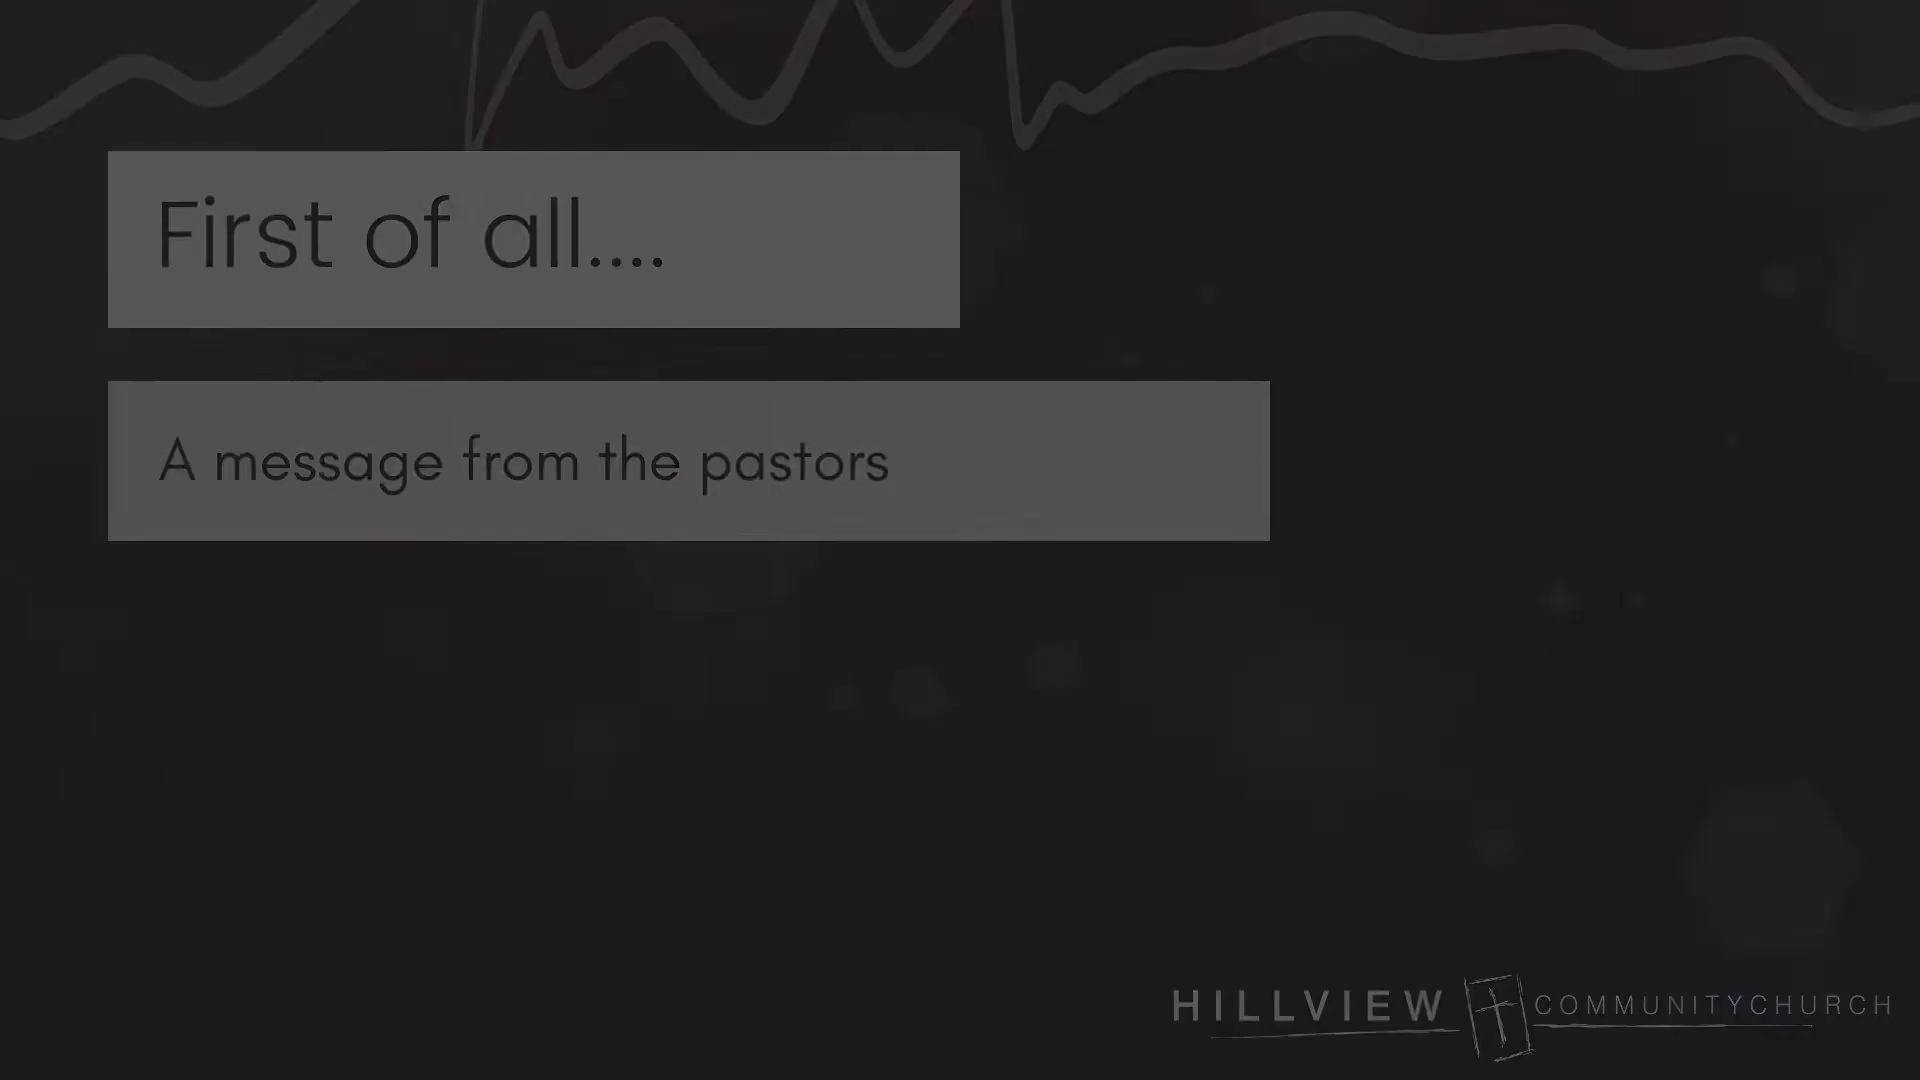 First of all....
A message from the pastors
HILLVIEW COMMUNITYCHURCH